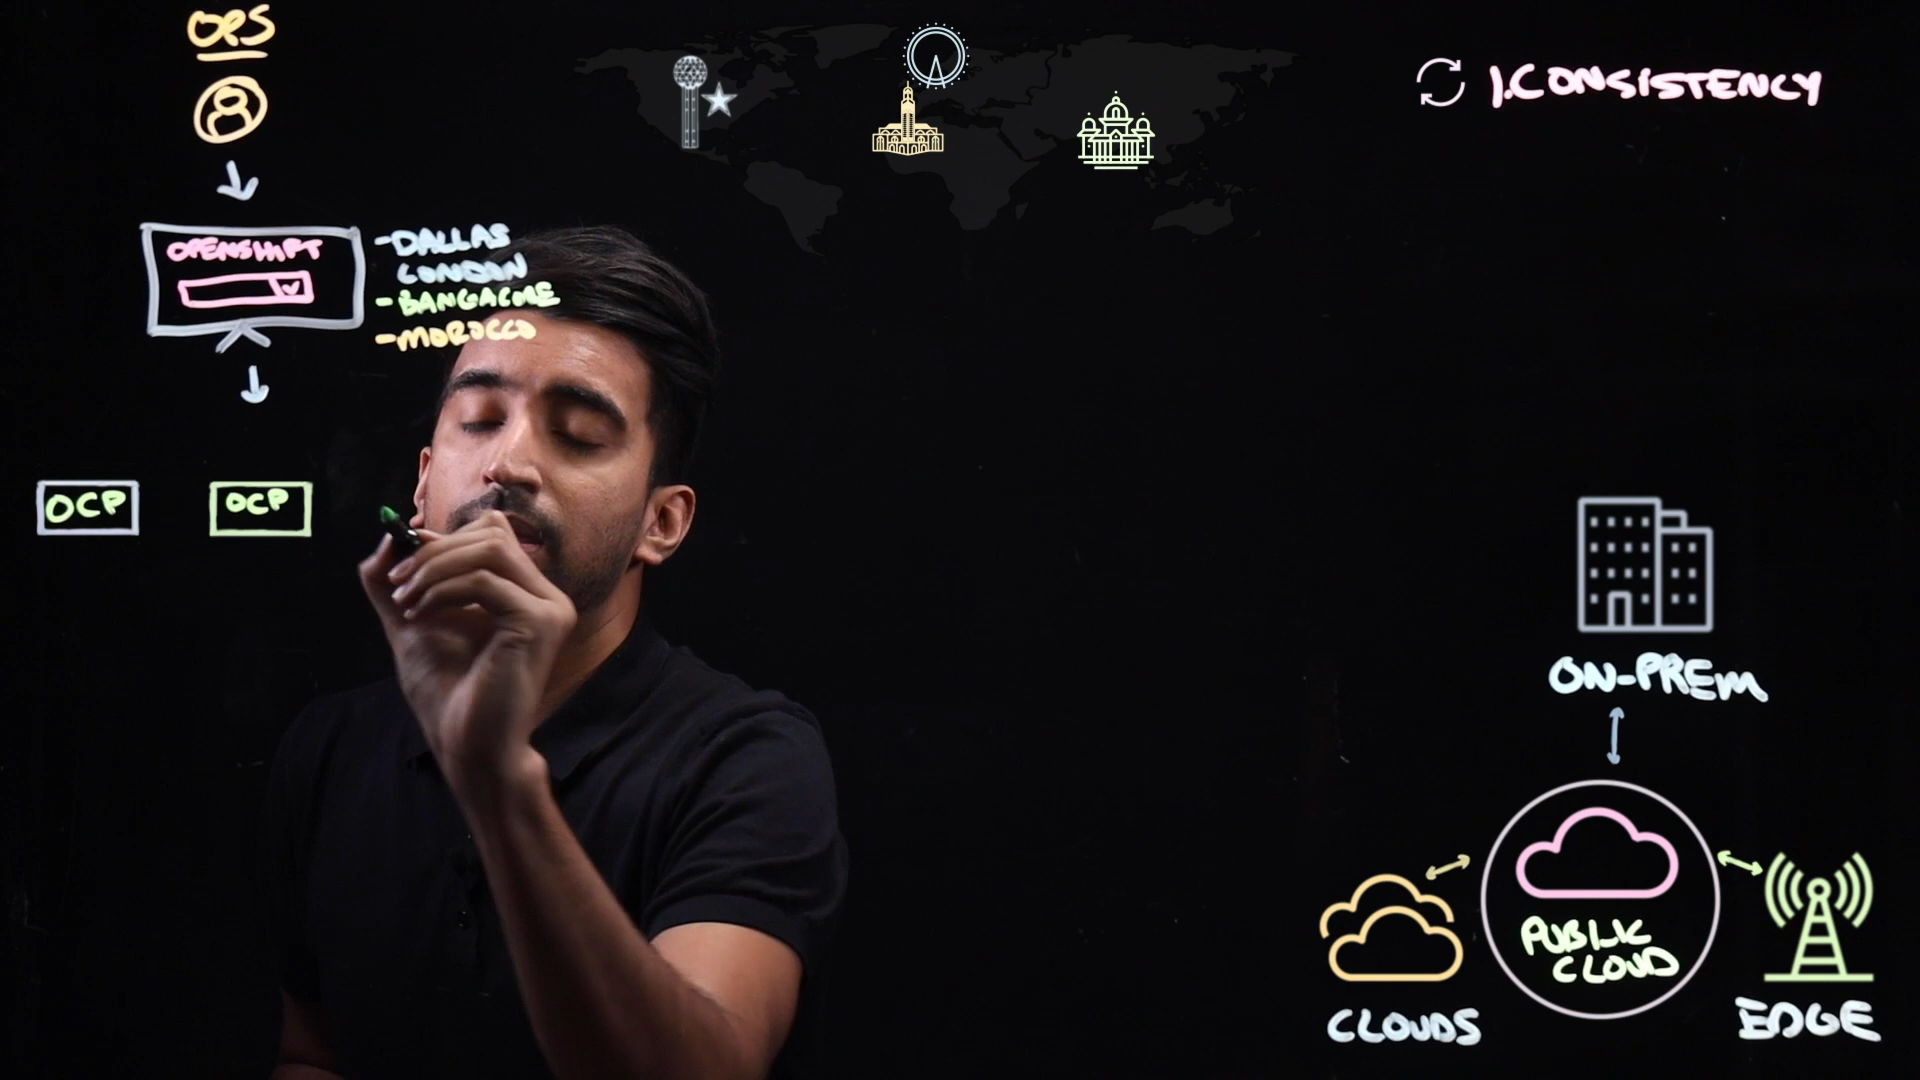 OPS
1.CONSISTENCY
OPENSHIFT
-DALLAS
LONDON
-BANGALORE
-MOROCCO
OCP
OCP
ON-PREM
PUBLIC
CLOUD
CLOUDS
EDGE